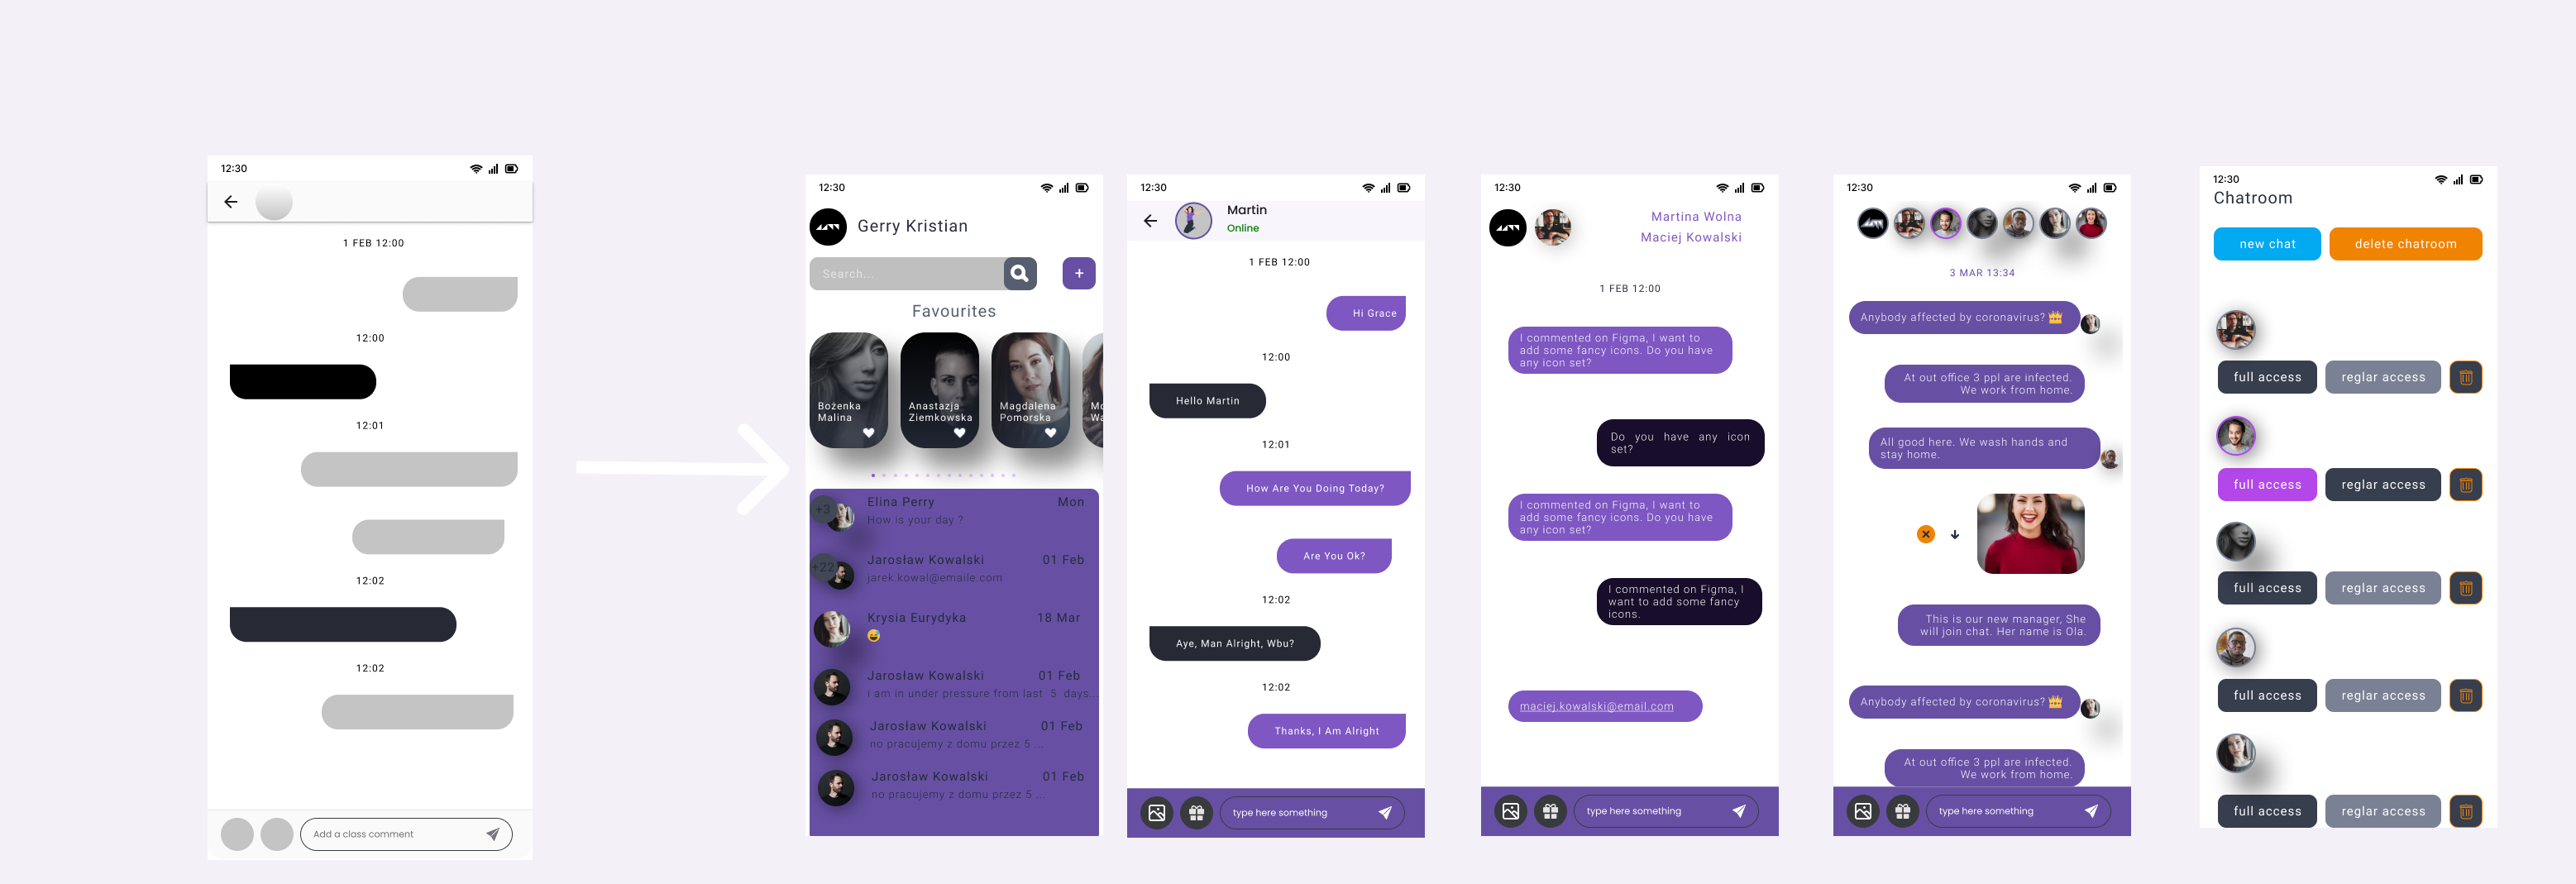 12:30
1 FEB 12:00
12:00
12:01
12:02
12:02
Add a class comment
12:30
Gerry Kristian
Search...
+
Favourites
Bożenka
Malina
Anastazja
Ziemkowska
Magdalena
Pomorska
+3
Elina Perry Mon
How is your day ?
+22
Jarosław Kowalski 01 Feb
jarek.kowal@emaile.com
Krysia Eurydyka 18 Mar
😅
Jarosław Kowalski 01 Feb
i am in under pressure from last 5 days...
Jarosław Kowalski 01 Feb
no pracujemy z domu przez 5 ...
Jarosław Kowalski 01 Feb
no pracujemy z domu przez 5 ...
12:30
Martin
Online
1 FEB 12:00
Hi Grace
12:00
Hello Martin
12:01
How Are You Doing Today?
Are You Ok?
12:02
Aye, Man Alright, Wbu?
12:02
Thanks, I Am Alright
type here something
12:30
Martina Wolna
Maciej Kowalski
1 FEB 12:00
I commented on Figma, I want to
add some fancy icons. Do you have
any icon set?
Do you have any icon
set?
I commented on Figma, I want to
add some fancy icons. Do you have
any icon set?
I commented on Figma, I
want to add some fancy
icons.
maciej.kowalski@email.com
type here something
12:30
3 MAR 13:34
Anybody affected by coronavirus? 👑
At out office 3 ppl are infected.
We work from home.
All good here. We wash hands and
stay home.
This is our new manager, She
will join chat. Her name is Ola.
Anybody affected by coronavirus? 👑
At out office 3 ppl are infected.
We work from home.
type here something
12:30
Chatroom
new chat delete chatroom
full access reglar access
full access reglar access
full access reglar access
full access reglar access
full access reglar access